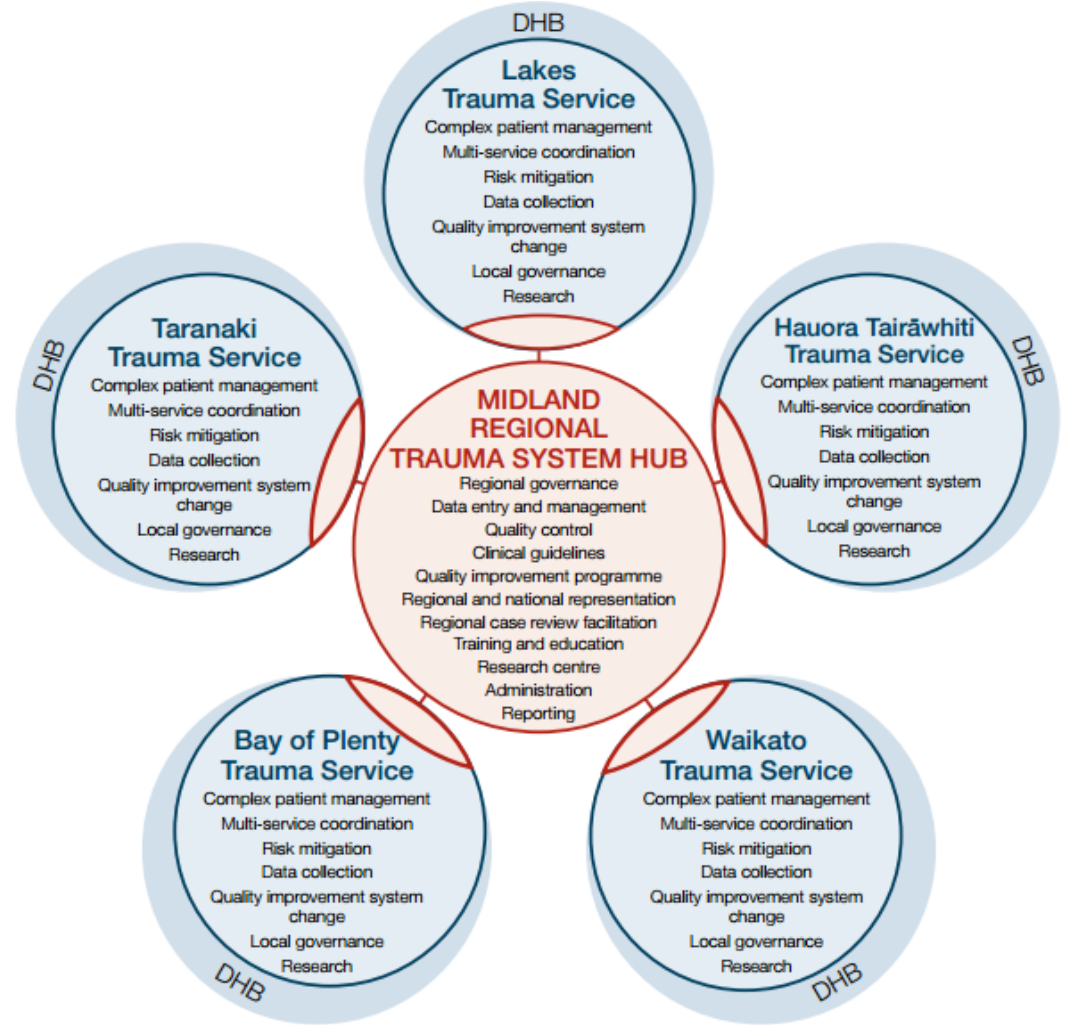 DHB
Lakes
Trauma Service
Complex patient management
Multi-service coordination
Risk mitigation
Data collection
Quality improvement system
change
Local governance
Research
DHB
Taranaki
Trauma Service
Complex patient management
Multi-service coordination
Risk mitigation
Data collection
Quality improvement system
change
Local governance
Research
DHB
Hauora Tairāwhiti
Trauma Service
Complex patient management
Multi-service coordination
Risk mitigation
Data collection
Quality improvement system
change
Local governance
Research
MIDLAND
REGIONAL
TRAUMA SYSTEM HUB
Regional governance
Data entry and management
Quality control
Clinical guidelines
Quality improvement programme
Regional and national representation
Regional case review facilitation
Training and education
Research centre
Administration
Reporting
Bay of Plenty
Trauma Service
Complex patient management
Multi-service coordination
Risk mitigation
Data collection
Quality improvement system
change
Local governance
Research
DHB
Waikato
Trauma Service
Complex patient management
Multi-service coordination
Risk mitigation
Data collection
Quality improvement system
change
Local governance
Research
DHB